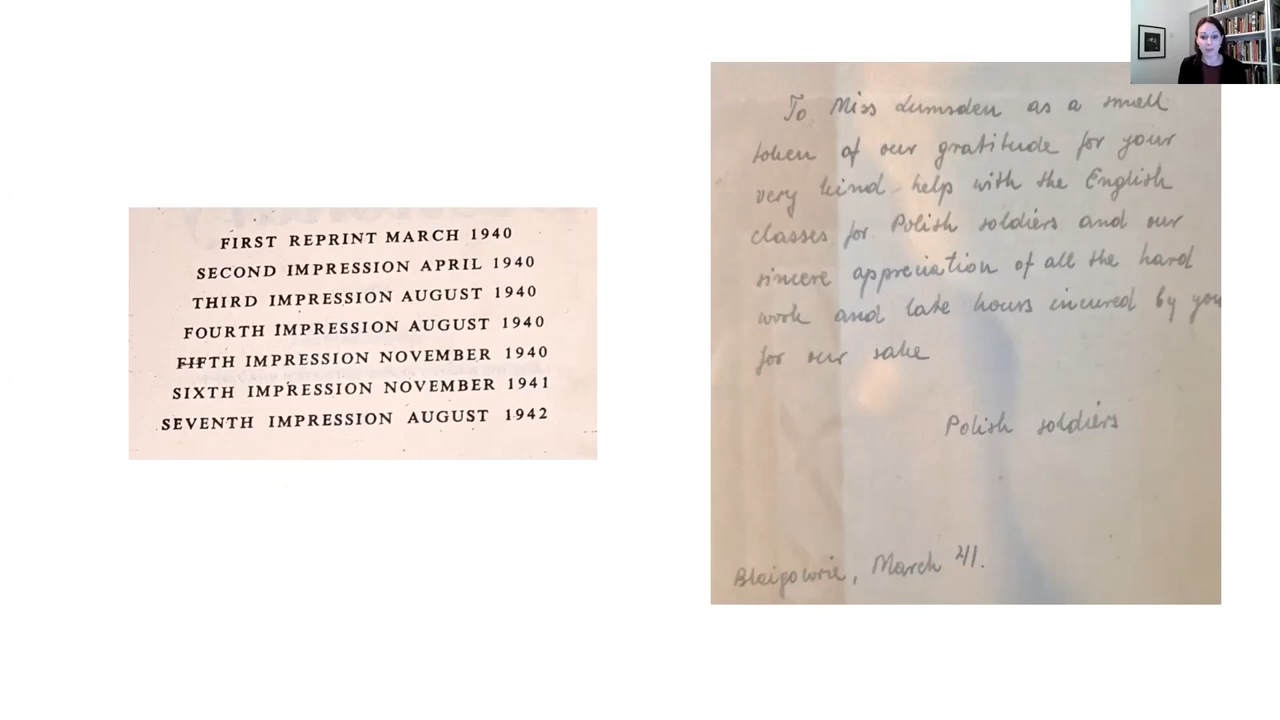 FIRST REPRINT MARCH 1940
SECOND IMPRESSION APRIL 1940
THIRD IMPRESSION AUGUST 1940
FOURTH IMPRESSION AUGUST 1940
FIFTH IMPRESSION NOVEMBER 1940
SIXTH IMPRESSION NOVEMBER 1941
SEVENTH IMPRESSION AUGUST 1942
To Miss Lumsden as a small
token of our gratitude for your
very kind help with the English
classes for Polish soldiers and our
sincere appreciation of all the hard
work and late hours incured by you
for our sake
Polish soldiers
Blaigowrie, March 41.